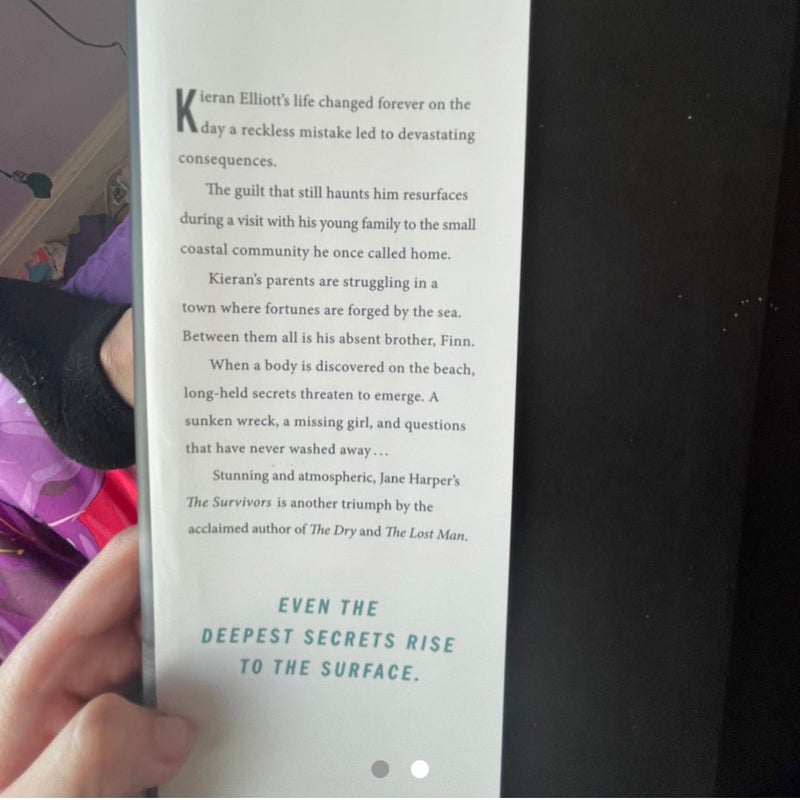 Kieran Elliott's life changed forever on the
day a reckless mistake led to devastating
consequences.
The guilt that still haunts him resurfaces
during a visit with his young family to the small
coastal community he once called home.
Kieran's parents are struggling in a
town where fortunes are forged by the sea.
Between them all is his absent brother, Finn.
When a body is discovered on the beach,
long-held secrets threaten to emerge. A
sunken wreck, a missing girl, and questions
that have never washed away...
Stunning and atmospheric, Jane Harper's
The Survivors is another triumph by the
acclaimed author of The Dry and The Lost Man.
EVEN THE
DEEPEST SECRETS RISE
TO THE SURFACE.